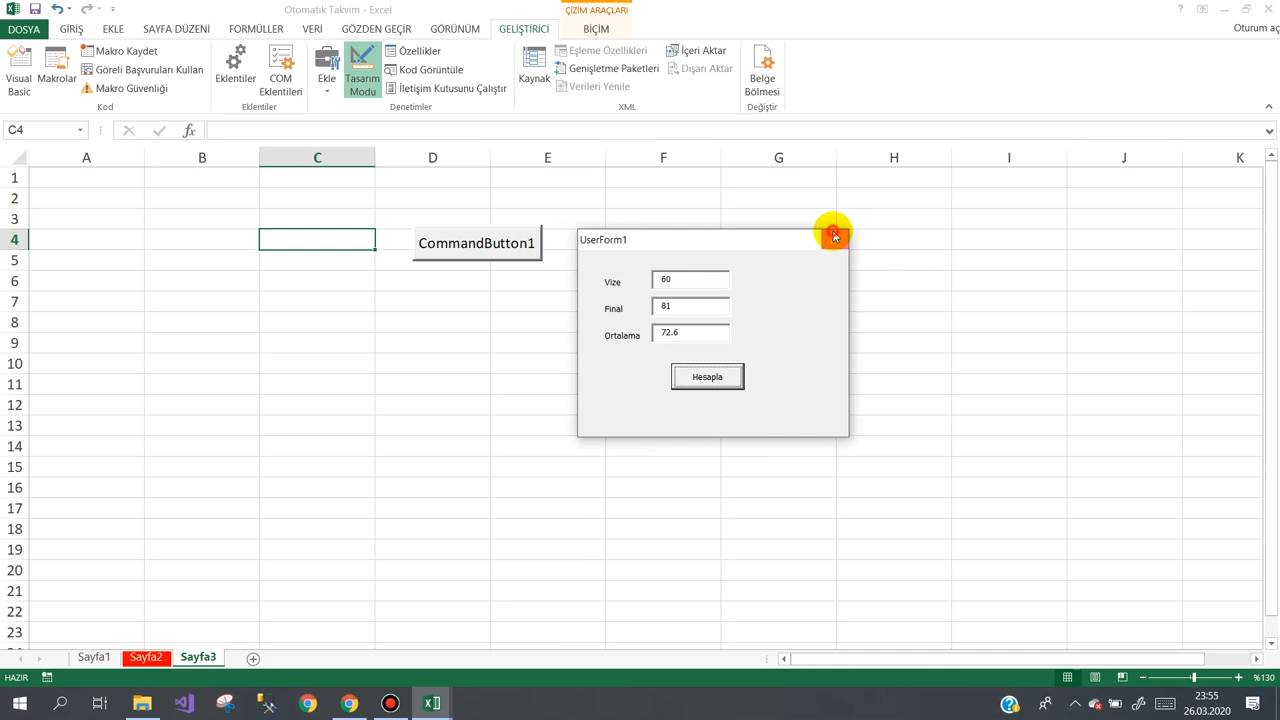 Otomatik Takvim - Excel
ÇİZİM ARAÇLARI
DOSYA GİRİŞ EKLE SAYFA DÜZENİ FORMÜLLER VERİ GÖZDEN GEÇİR GÖRÜNÜM GELİŞTİRİCİ BİÇİM Oturum aç
Visual Basic
Makrolar
Makro Kaydet
Göreli Başvuruları Kullan
Makro Güvenliği
Kod
Eklentiler
COM Eklentileri
Eklentiler
Ekle
Tasarım Modu
Özellikler
Kod Görüntüle
İletişim Kutusunu Çalıştır
Denetimler
Kaynak
Eşleme Özellikleri
Genişletme Paketleri
Verileri Yenile
İçeri Aktar
Dışarı Aktar
XML
Belge Bölmesi
Değiştir
C4
fx
A B C D E F G H I J K
1
2
3
4
5
6
7
8
9
10
11
12
13
14
15
16
17
18
19
20
21
22
23
CommandButton1
UserForm1
Vize 60
Final 81
Ortalama 72.6
Hesapla
Sayfa1 Sayfa2 Sayfa3
HAZIR
%130
23:55
26.03.2020